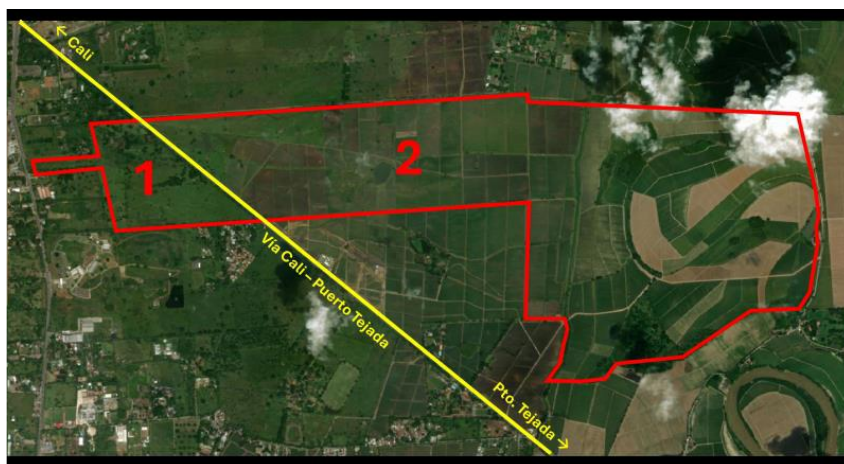 ← Cali
1
2
Vía Cali – Puerto Tejada
Pto. Tejada →